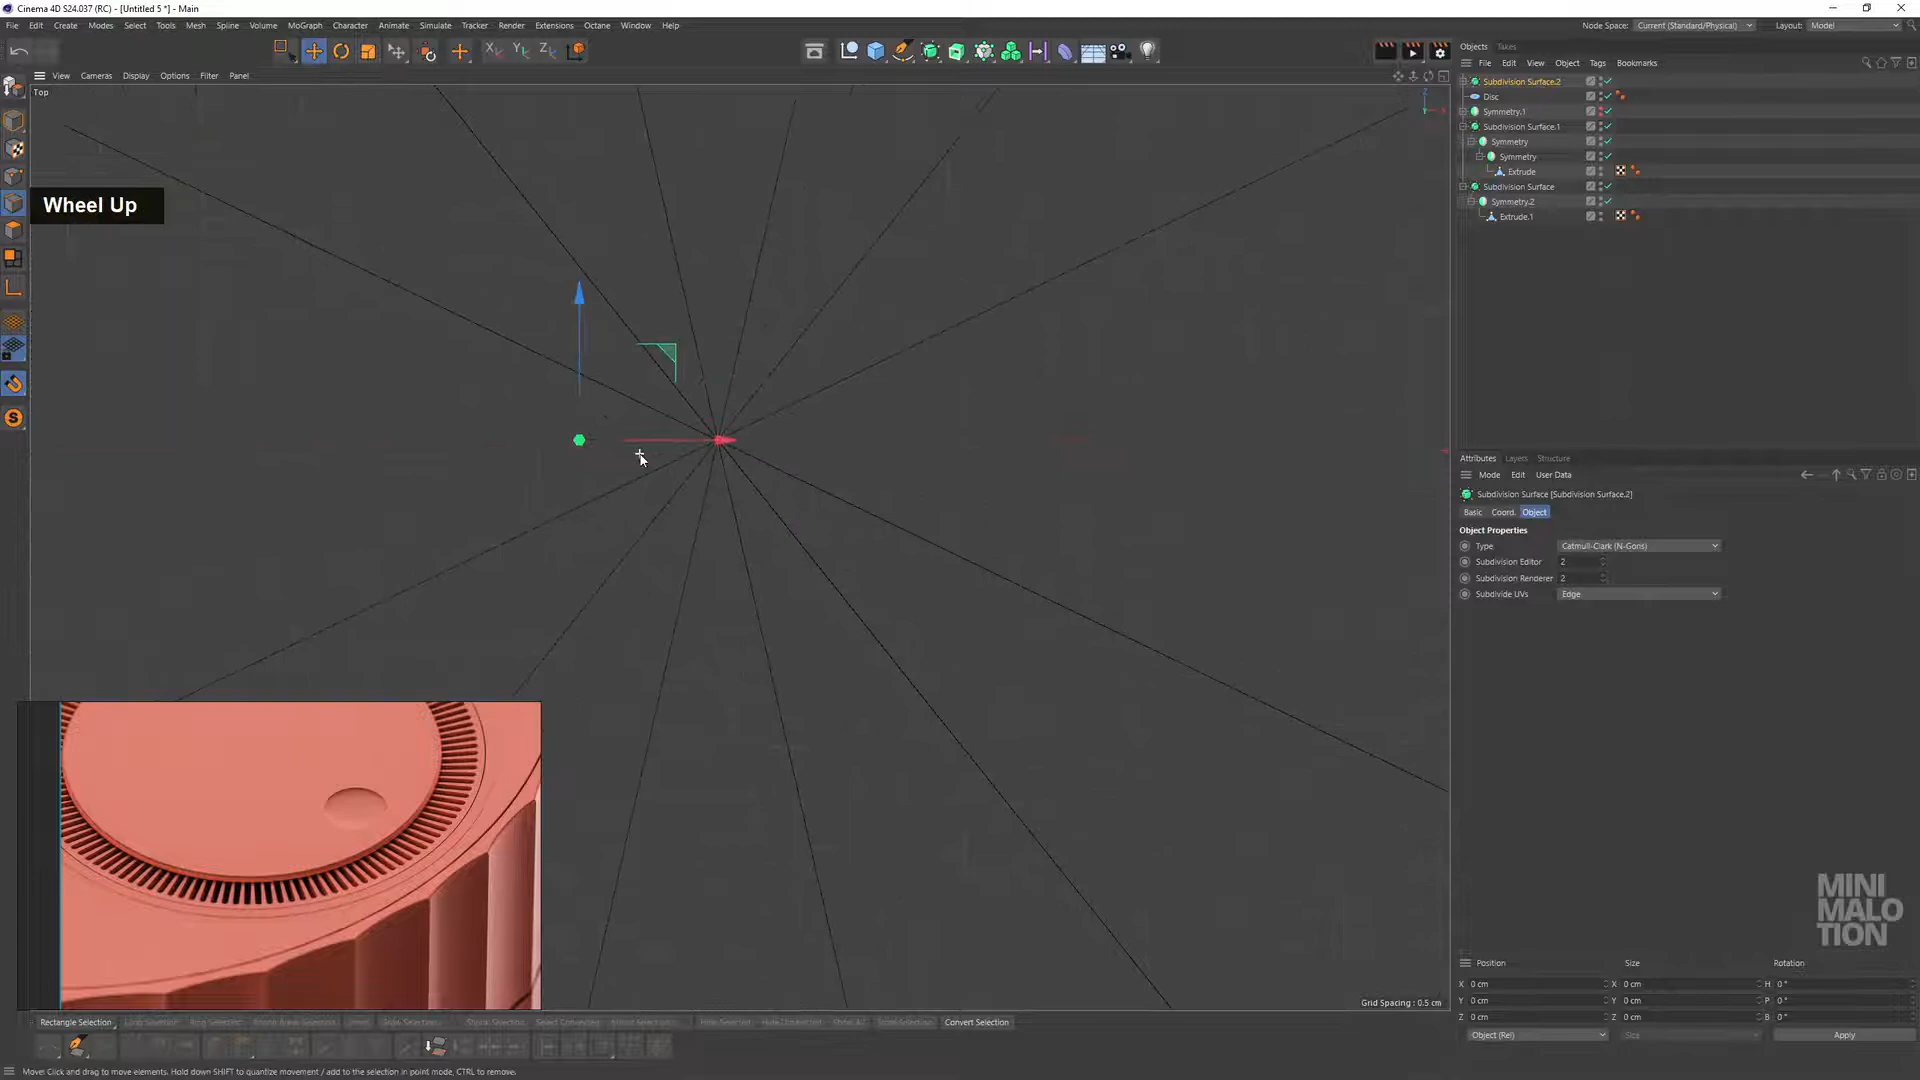 Cinema 4D S24.037 (RC) - [Untitled 5 *] - Main
File Edit Create Modes Select Tools Mesh Spline Volume MoGraph Character Animate Simulate Tracker Render Extensions Octane Window Help
Node Space: Current (Standard/Physical) Layout: Model
Objects Takes
File Edit View Object Tags Bookmarks
View Cameras Display Options Filter Panel
Top
Wheel Up
Subdivision Surface.2
Disc
Symmetry.1
Subdivision Surface.1
Symmetry
Symmetry
Extrude
Subdivision Surface
Symmetry.2
Extrude.1
Attributes Layers Structure
Mode Edit User Data
Subdivision Surface [Subdivision Surface.2]
Basic Coord. Object
Object Properties
Type Catmull-Clark (N-Gons)
Subdivision Editor 2
Subdivision Renderer 2
Subdivide UVs Edge
MINI
MALO
TION
Grid Spacing : 0.5 cm
Position Size Rotation
X 0 cm X 0 cm H 0 °
Y 0 cm Y 0 cm P 0 °
Z 0 cm Z 0 cm B 0 °
Object (Rel) Size Apply
Rectangle Selection Convert Selection
Move: Click and drag to move elements. Hold down SHIFT to quantize movement / add to the selection in point mode, CTRL to remove.